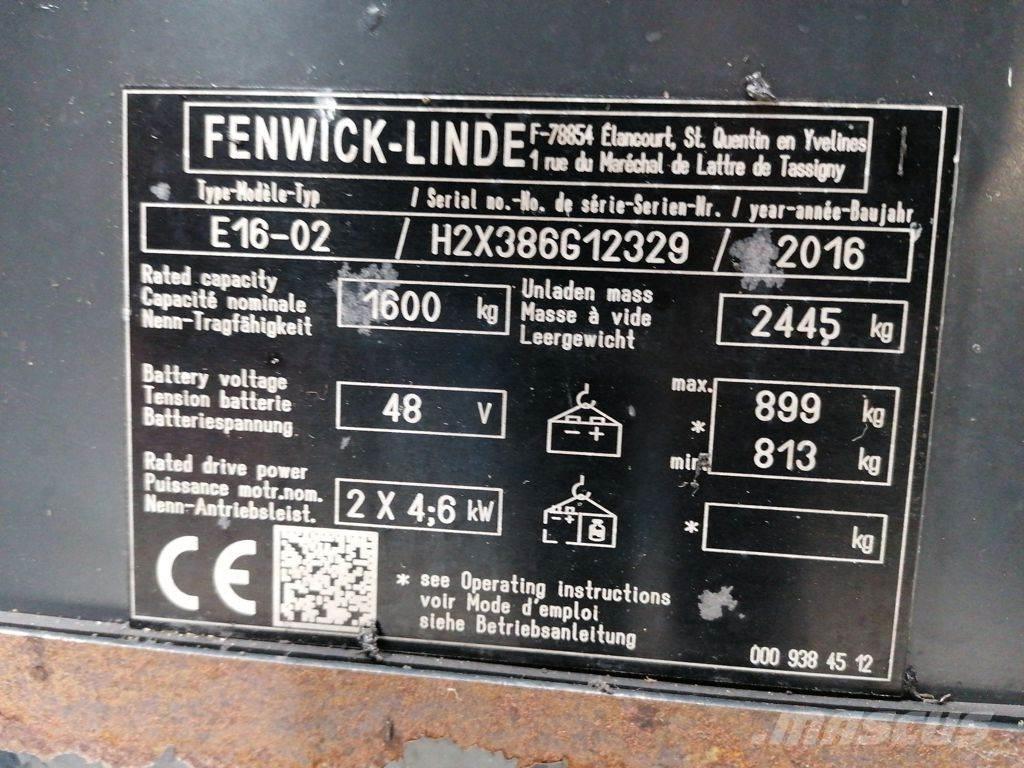 FENWICK-LINDE
F-78854 Élancourt, St. Quentin en Yvelines
1 rue du Maréchal de Lattre de Tassigny
Type-Modèle-Typ / Serial no.-No. de série-Serien-Nr. / year-année-Baujahr
E16-02 / H2X386G12329 / 2016
Rated capacity
Capacité nominale
Nenn-Tragfähigkeit
1600 kg
Unladen mass
Masse à vide
Leergewicht
2445 kg
Battery voltage
Tension batterie
Batteriespannung
48 V
- +
max. 899 kg
*
min. 813 kg
Rated drive power
Puissance motr.nom.
Nenn-Antriebsleist.
2 X 4;6 kW
- +
* kg
CE
* see Operating instructions
voir Mode d'emploi
siehe Betriebsanleitung
000 938 45 12
mascus